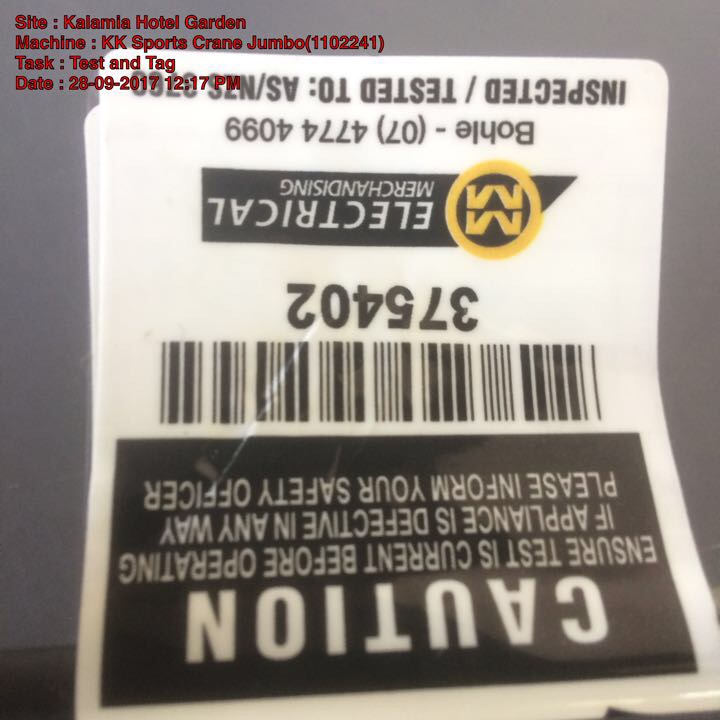 Site : Kalamia Hotel Garden
Machine : KK Sports Crane Jumbo(1102241)
Task : Test and Tag
Date : 28-09-2017 12:17 PM
CAUTION
ENSURE TEST IS CURRENT BEFORE OPERATING
IF APPLIANCE IS DEFECTIVE IN ANY WAY
PLEASE INFORM YOUR SAFETY OFFICER
375402
MM ELECTRICAL
MERCHANDISING
Bohle - (07) 4774 4099
INSPECTED / TESTED TO: AS/NZS